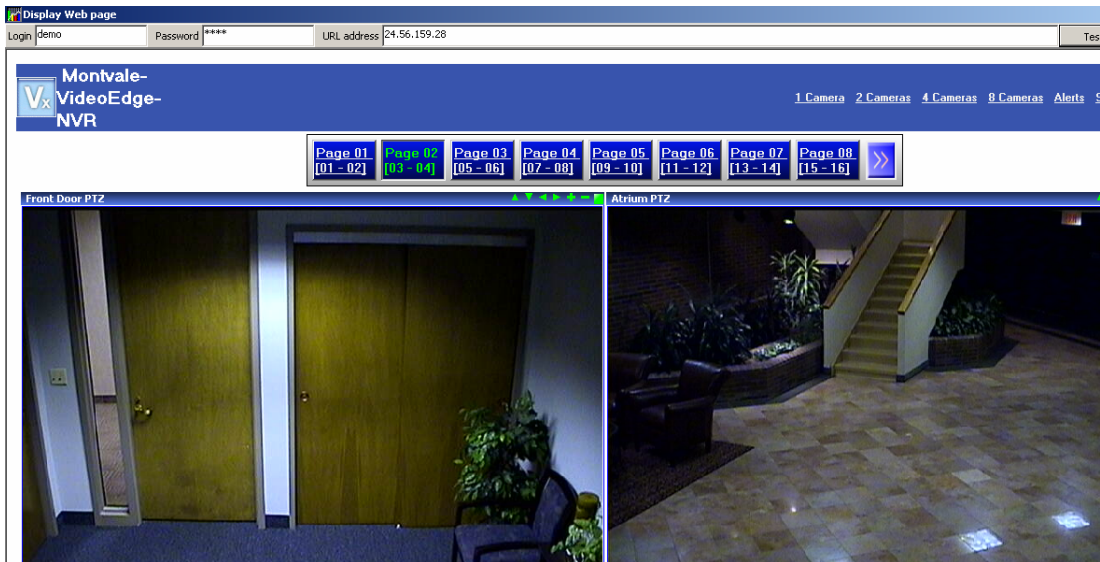 Display Web page
Login demo Password **** URL address 24.56.159.28 Tes
Vx
Montvale-
VideoEdge-
NVR
1 Camera 2 Cameras 4 Cameras 8 Cameras Alerts S
Page 01 Page 02 Page 03 Page 04 Page 05 Page 06 Page 07 Page 08 >>
[01 - 02] [03 - 04] [05 - 06] [07 - 08] [09 - 10] [11 - 12] [13 - 14] [15 - 16]
Front Door PTZ Atrium PTZ